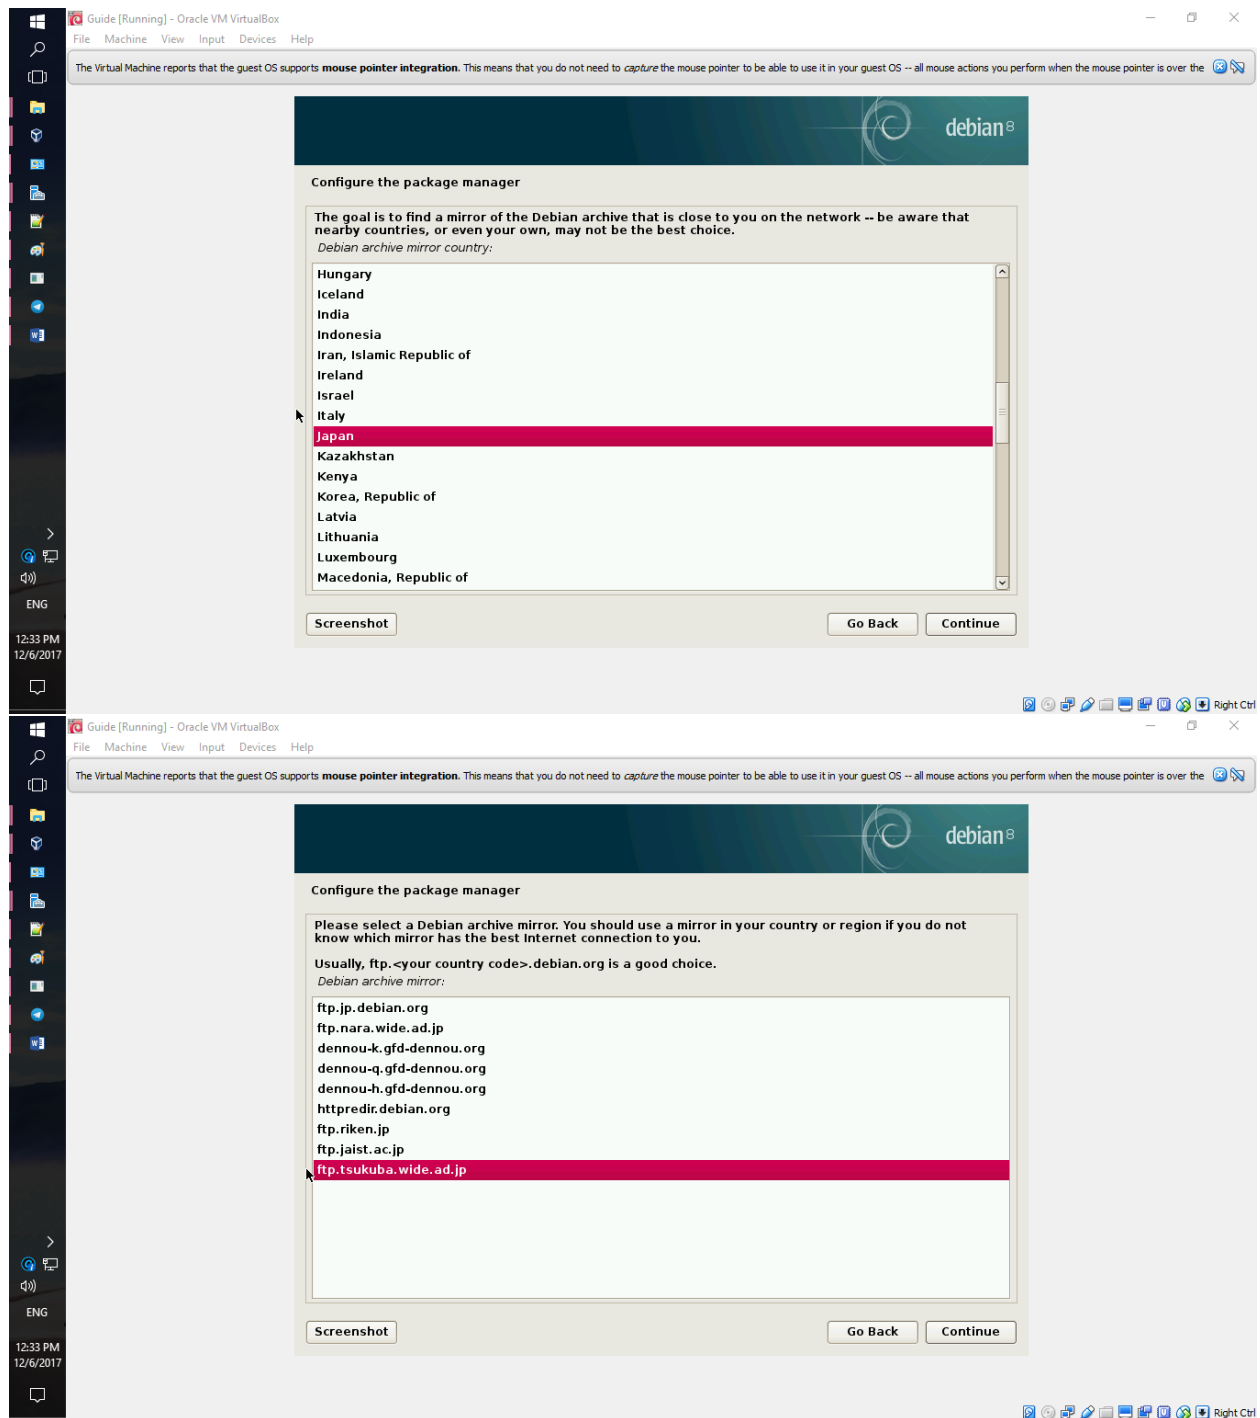 Guide [Running] - Oracle VM VirtualBox
File Machine View Input Devices Help
The Virtual Machine reports that the guest OS supports mouse pointer integration. This means that you do not need to capture the mouse pointer to be able to use it in your guest OS -- all mouse actions you perform when the mouse pointer is over the
debian 8
Configure the package manager
The goal is to find a mirror of the Debian archive that is close to you on the network -- be aware that
nearby countries, or even your own, may not be the best choice.
Debian archive mirror country:
Hungary
Iceland
India
Indonesia
Iran, Islamic Republic of
Ireland
Israel
Italy
Japan
Kazakhstan
Kenya
Korea, Republic of
Latvia
Lithuania
Luxembourg
Macedonia, Republic of
Screenshot
Go Back
Continue
ENG
12:33 PM
12/6/2017
Right Ctrl
Guide [Running] - Oracle VM VirtualBox
File Machine View Input Devices Help
The Virtual Machine reports that the guest OS supports mouse pointer integration. This means that you do not need to capture the mouse pointer to be able to use it in your guest OS -- all mouse actions you perform when the mouse pointer is over the
debian 8
Configure the package manager
Please select a Debian archive mirror. You should use a mirror in your country or region if you do not
know which mirror has the best Internet connection to you.
Usually, ftp.<your country code>.debian.org is a good choice.
Debian archive mirror:
ftp.jp.debian.org
ftp.nara.wide.ad.jp
dennou-k.gfd-dennou.org
dennou-q.gfd-dennou.org
dennou-h.gfd-dennou.org
httpredir.debian.org
ftp.riken.jp
ftp.jaist.ac.jp
ftp.tsukuba.wide.ad.jp
Screenshot
Go Back
Continue
ENG
12:33 PM
12/6/2017
Right Ctrl